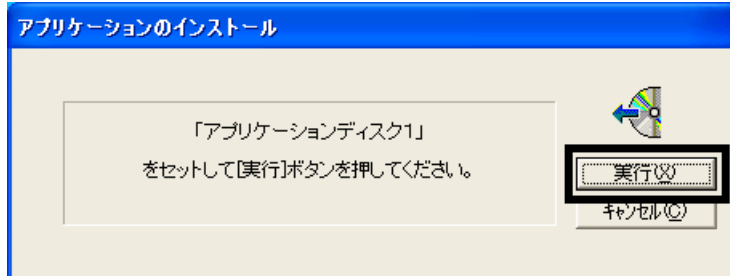 アプリケーションのインストール
「アプリケーションディスク1」
をセットして[実行]ボタンを押してください。
実行(X)
キャンセル(C)